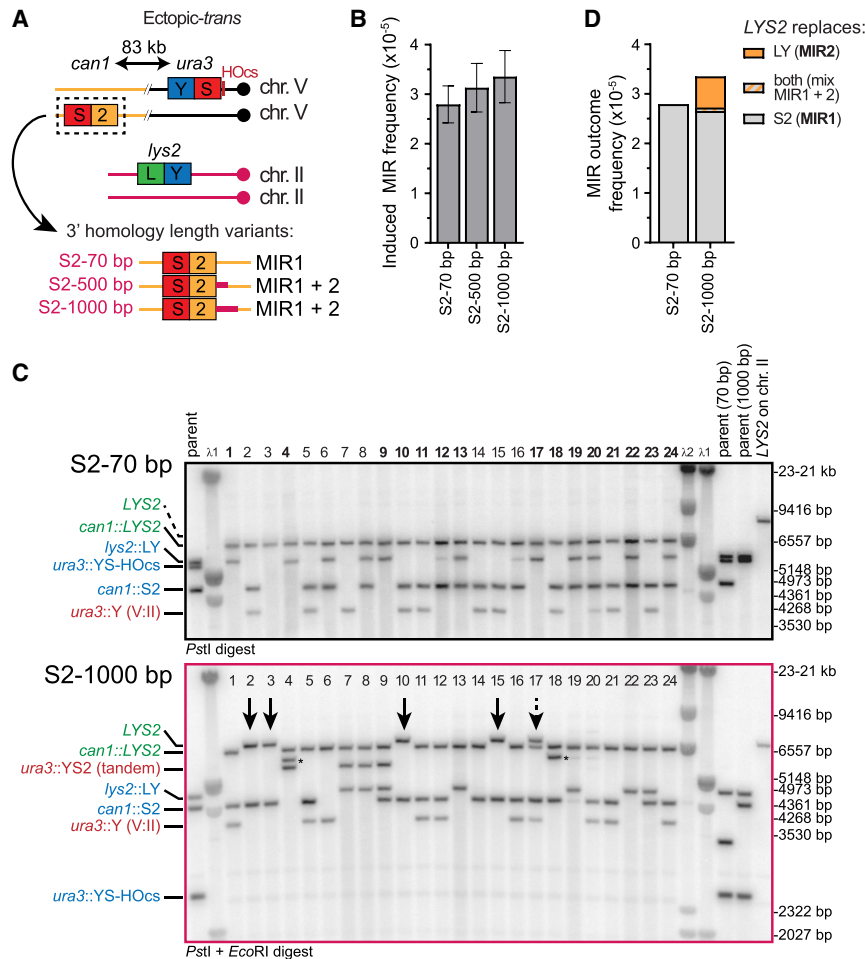 A
Ectopic-trans
83 kb
can1
ura3
HOcs
Y S
chr. V
S 2
chr. V
lys2
L Y
chr. II
chr. II
3' homology length variants:
S2-70 bp S 2 MIR1
S2-500 bp S 2 MIR1 + 2
S2-1000 bp S 2 MIR1 + 2
B
Induced MIR frequency (x10-5)
4
3
2
1
0
S2-70 bp
S2-500 bp
S2-1000 bp
D
MIR outcome
frequency (x10-5)
4
3
2
1
0
S2-70 bp
S2-1000 bp
LYS2 replaces:
LY (MIR2)
both (mix
MIR1 + 2)
S2 (MIR1)
C
S2-70 bp
parent λ1 1 2 3 4 5 6 7 8 9 10 11 12 13 14 15 16 17 18 19 20 21 22 23 24 λ2 λ1 parent (70 bp) parent (1000 bp) LYS2 on chr. II
LYS2
can1::LYS2
lys2::LY
ura3::YS-HOcs
can1::S2
ura3::Y (V:II)
23-21 kb
9416 bp
6557 bp
5148 bp
4973 bp
4361 bp
4268 bp
3530 bp
PstI digest
S2-1000 bp
1 2 3 4 5 6 7 8 9 10 11 12 13 14 15 16 17 18 19 20 21 22 23 24
LYS2
can1::LYS2
ura3::YS2 (tandem)
lys2::LY
can1::S2
ura3::Y (V:II)
ura3::YS-HOcs
*
*
23-21 kb
9416 bp
6557 bp
5148 bp
4973 bp
4361 bp
4268 bp
3530 bp
2322 bp
2027 bp
PstI + EcoRI digest